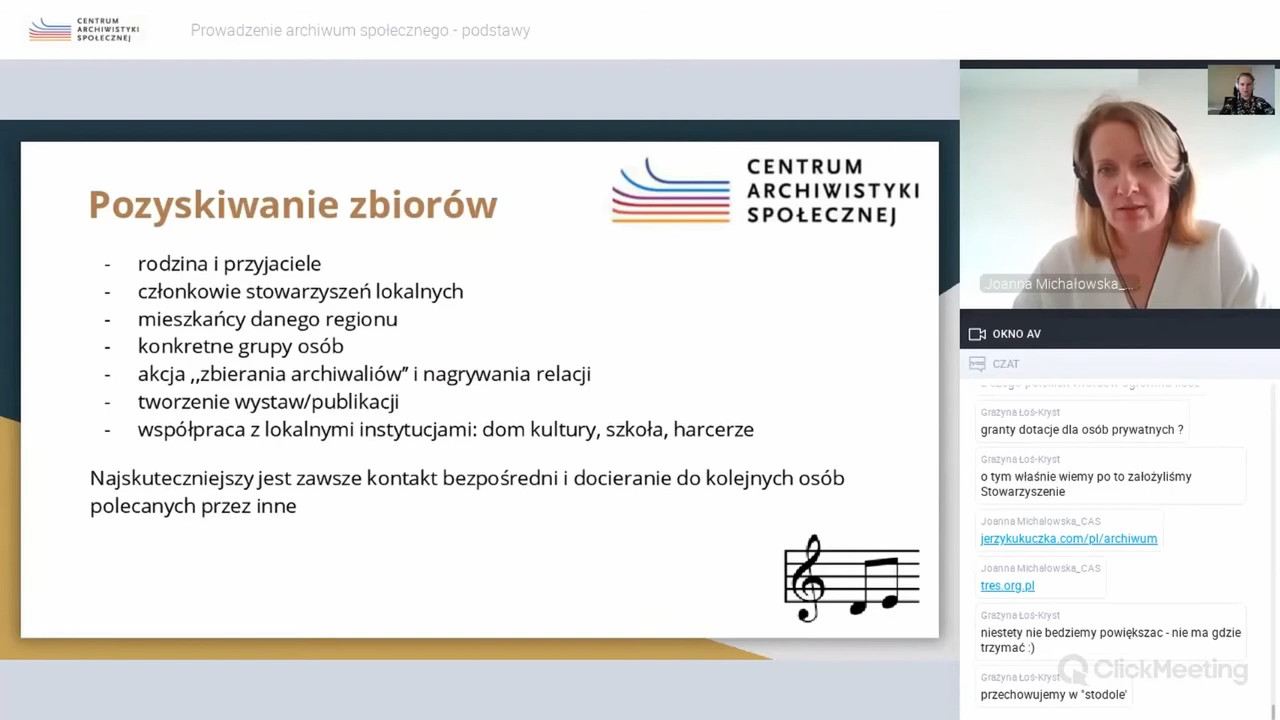 CENTRUM
ARCHIWISTYKI
SPOŁECZNEJ
Prowadzenie archiwum społecznego - podstawy
Pozyskiwanie zbiorów
CENTRUM
ARCHIWISTYKI
SPOŁECZNEJ
- rodzina i przyjaciele
- członkowie stowarzyszeń lokalnych
- mieszkańcy danego regionu
- konkretne grupy osób
- akcja ,,zbierania archiwaliów” i nagrywania relacji
- tworzenie wystaw/publikacji
- współpraca z lokalnymi instytucjami: dom kultury, szkoła, harcerze
Najskuteczniejszy jest zawsze kontakt bezpośredni i docieranie do kolejnych osób
polecanych przez inne
Joanna Michałowska_...
OKNO AV
CZAT
Grażyna Łoś-Kryst
granty dotacje dla osób prywatnych ?
Grażyna Łoś-Kryst
o tym właśnie wiemy po to założyliśmy
Stowarzyszenie
Joanna Michałowska_CAS
jerzykukuczka.com/pl/archiwum
Joanna Michałowska_CAS
tres.org.pl
Grażyna Łoś-Kryst
niestety nie bedziemy powiększac - nie ma gdzie
trzymać :)
Grażyna Łoś-Kryst
przechowujemy w "stodole'
ClickMeeting